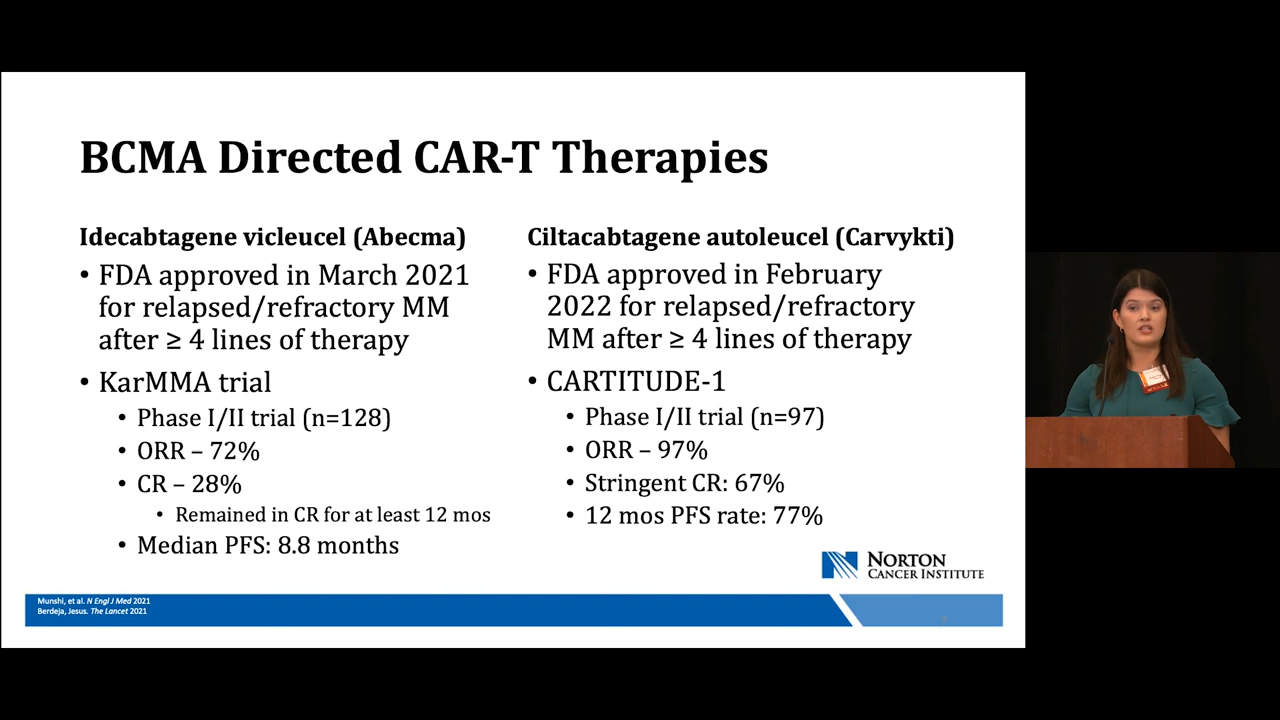 BCMA Directed CAR-T Therapies
Idecabtagene vicleucel (Abecma)
• FDA approved in March 2021
for relapsed/refractory MM
after ≥ 4 lines of therapy
• KarMMA trial
• Phase I/II trial (n=128)
• ORR – 72%
• CR – 28%
• Remained in CR for at least 12 mos
• Median PFS: 8.8 months
Ciltacabtagene autoleucel (Carvykti)
• FDA approved in February
2022 for relapsed/refractory
MM after ≥ 4 lines of therapy
• CARTITUDE-1
• Phase I/II trial (n=97)
• ORR – 97%
• Stringent CR: 67%
• 12 mos PFS rate: 77%
NORTON
CANCER INSTITUTE
Munshi, et al. N Engl J Med 2021
Berdeja, Jesus. The Lancet 2021